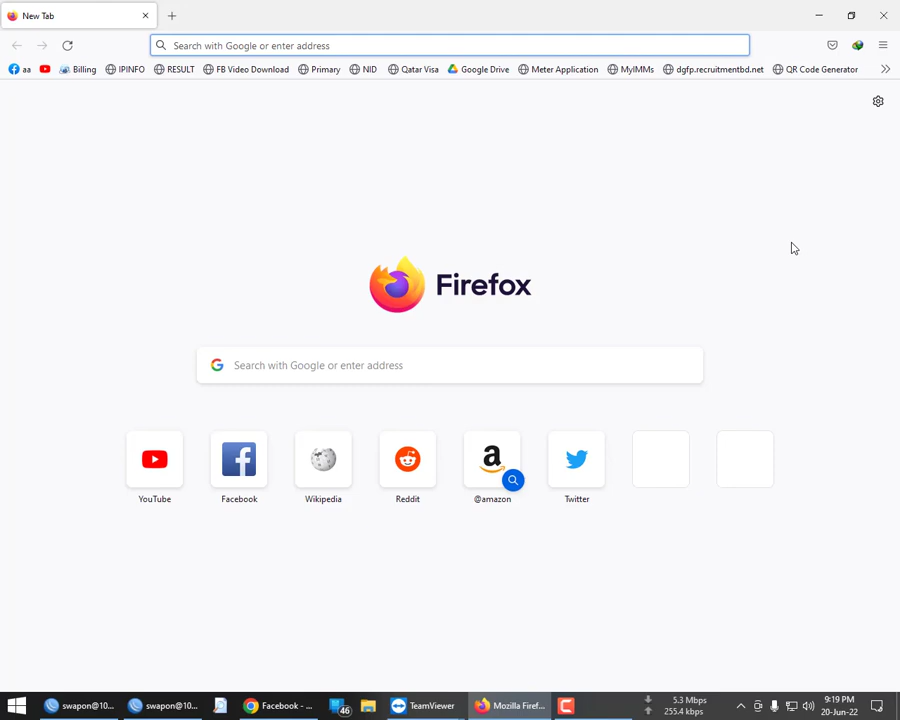 New Tab
Search with Google or enter address
aa Billing IPINFO RESULT FB Video Download Primary NID Qatar Visa Google Drive Meter Application MyIMMs dgfp.recruitmentbd.net QR Code Generator
Firefox
Search with Google or enter address
YouTube Facebook Wikipedia Reddit @amazon Twitter
swapon@10... swapon@10... Facebook - ... 46 TeamViewer Mozilla Firef... 5.3 Mbps 9:19 PM
255.4 kbps 20-Jun-22